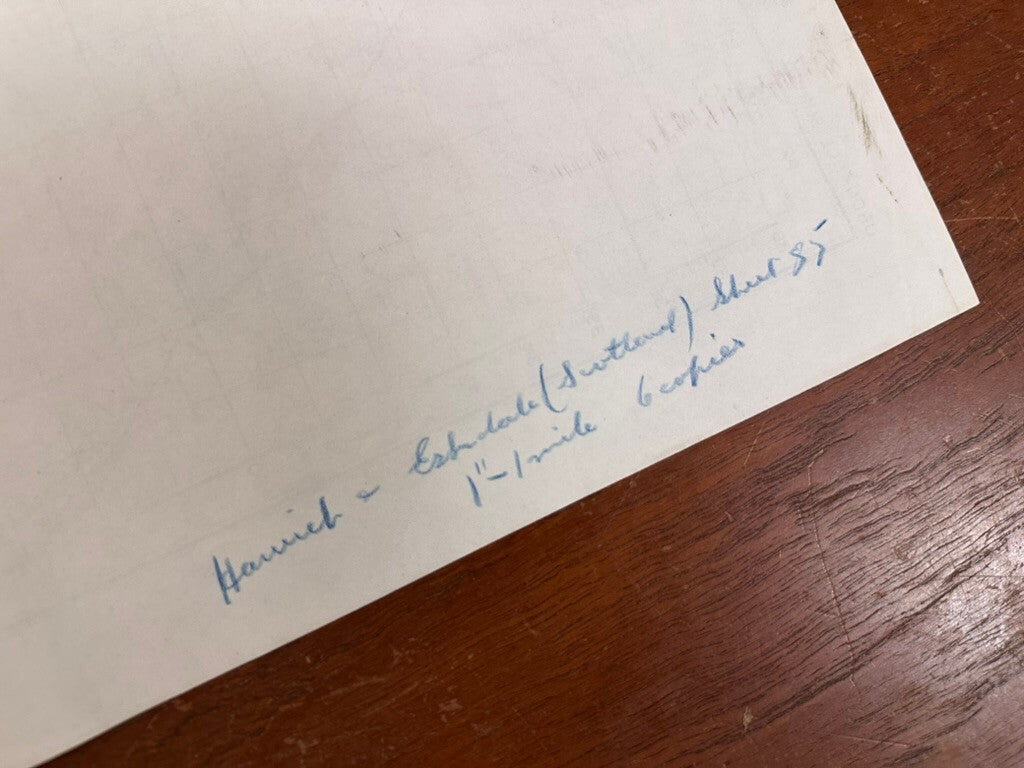 Hawick & Eskdale (Scotland) Sheet 85
1"-1 mile 6 copies